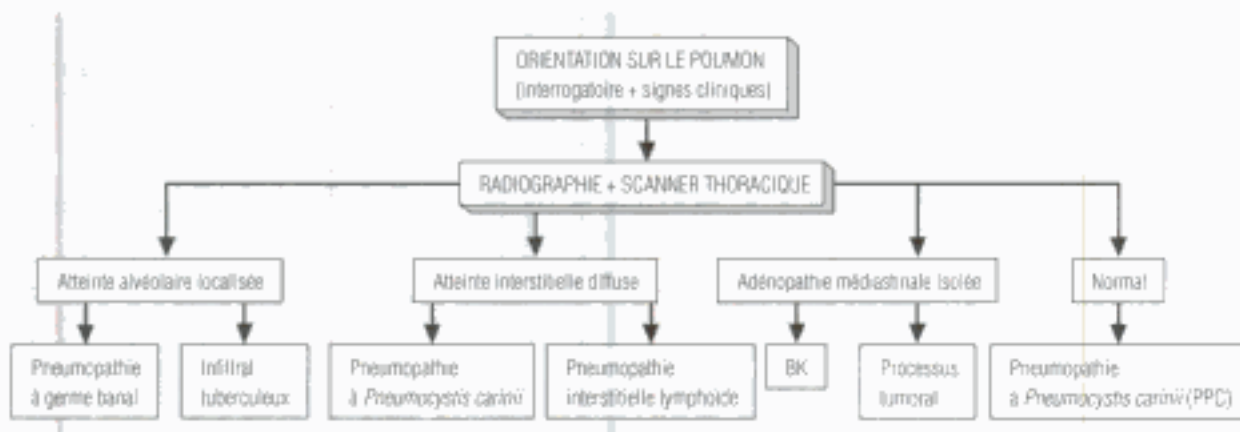 ORIENTATION SUR LE POUMON
(interrogatoire + signes cliniques)
RADIOGRAPHIE + SCANNER THORACIQUE
Atteinte alvéolaire localisée
Atteinte interstitielle diffuse
Adénopathie médiastinale isolée
Normal
Pneumopathie
à germe banal
Infiltrat
tuberculeux
Pneumopathie
à Pneumocystis carinii
Pneumopathie
interstitielle lymphoïde
BK
Processus
tumoral
Pneumopathie
à Pneumocystis carinii (PPC)